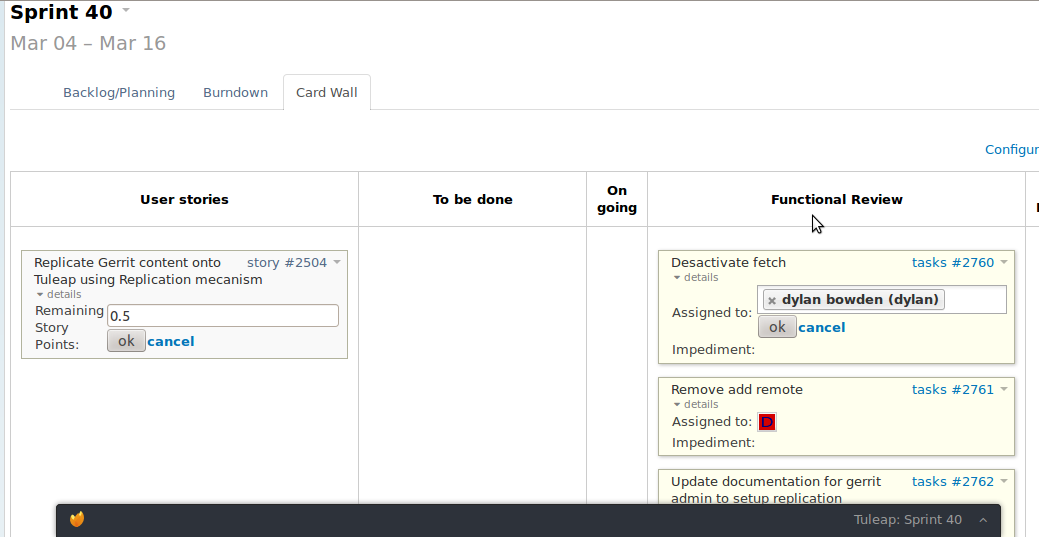 Sprint 40
Mar 04 – Mar 16
Backlog/Planning
Burndown
Card Wall
Configur
User stories
To be done
On
going
Functional Review
Replicate Gerrit content onto
Tuleap using Replication mecanism
story #2504
details
Remaining
Story
Points:
0.5
ok cancel
Desactivate fetch
tasks #2760
details
Assigned to:
× dylan bowden (dylan)
ok cancel
Impediment:
Remove add remote
tasks #2761
details
Assigned to: D
Impediment:
Update documentation for gerrit
admin to setup replication
tasks #2762
Tuleap: Sprint 40